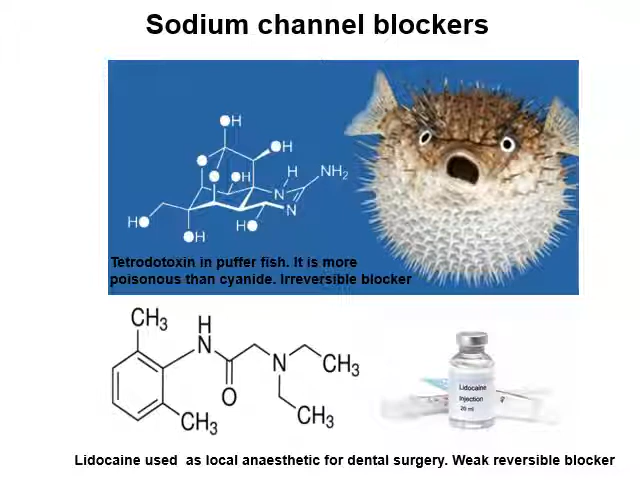 Sodium channel blockers
OH
OH
H
NH₂
OH
N
N
HO
HO
OH
Tetrodotoxin in puffer fish. It is more
poisonous than cyanide. Irreversible blocker
CH₃
H
N
N
CH₃
O
CH₃
CH₃
Lidocaine
Injection
20 ml
Lidocaine used  as local anaesthetic for dental surgery. Weak reversible blocker